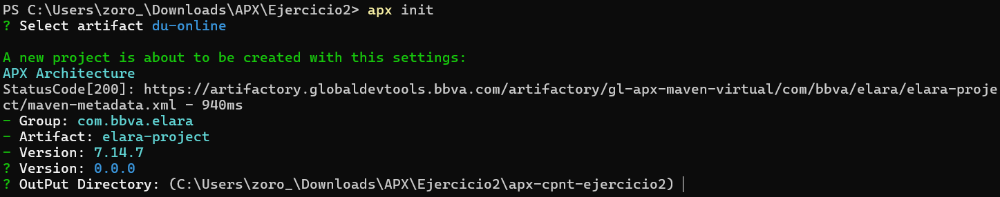 PS C:\Users\zoro_\Downloads\APX\Ejercicio2> apx init
? Select artifact du-online
A new project is about to be created with this settings:
APX Architecture
StatusCode[200]: https://artifactory.globaldevtools.bbva.com/artifactory/gl-apx-maven-virtual/com/bbva/elara/elara-proje
ct/maven-metadata.xml - 940ms
- Group: com.bbva.elara
- Artifact: elara-project
- Version: 7.14.7
? Version: 0.0.0
? OutPut Directory: (C:\Users\zoro_\Downloads\APX\Ejercicio2\apx-cpnt-ejercicio2)